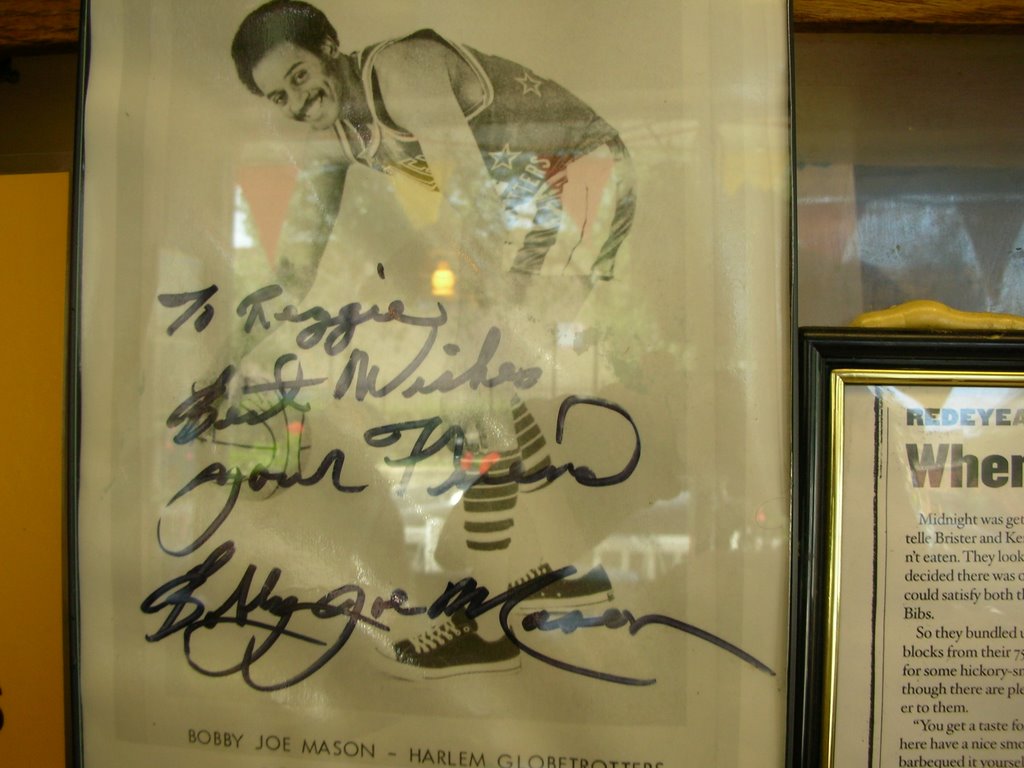 To Reggie
Best Wishes
your Friend
Bobby Joe Mason
BOBBY JOE MASON - HARLEM GLOBETROTTERS
REDEYEA
When
Midnight was get
telle Brister and Ke
n't eaten. They look
decided there was o
could satisfy both t
Bibs.
So they bundled u
blocks from their 75
for some hickory-sm
though there are ple
er to them.
"You get a taste fo
here have a nice smo
barbequed it yoursel